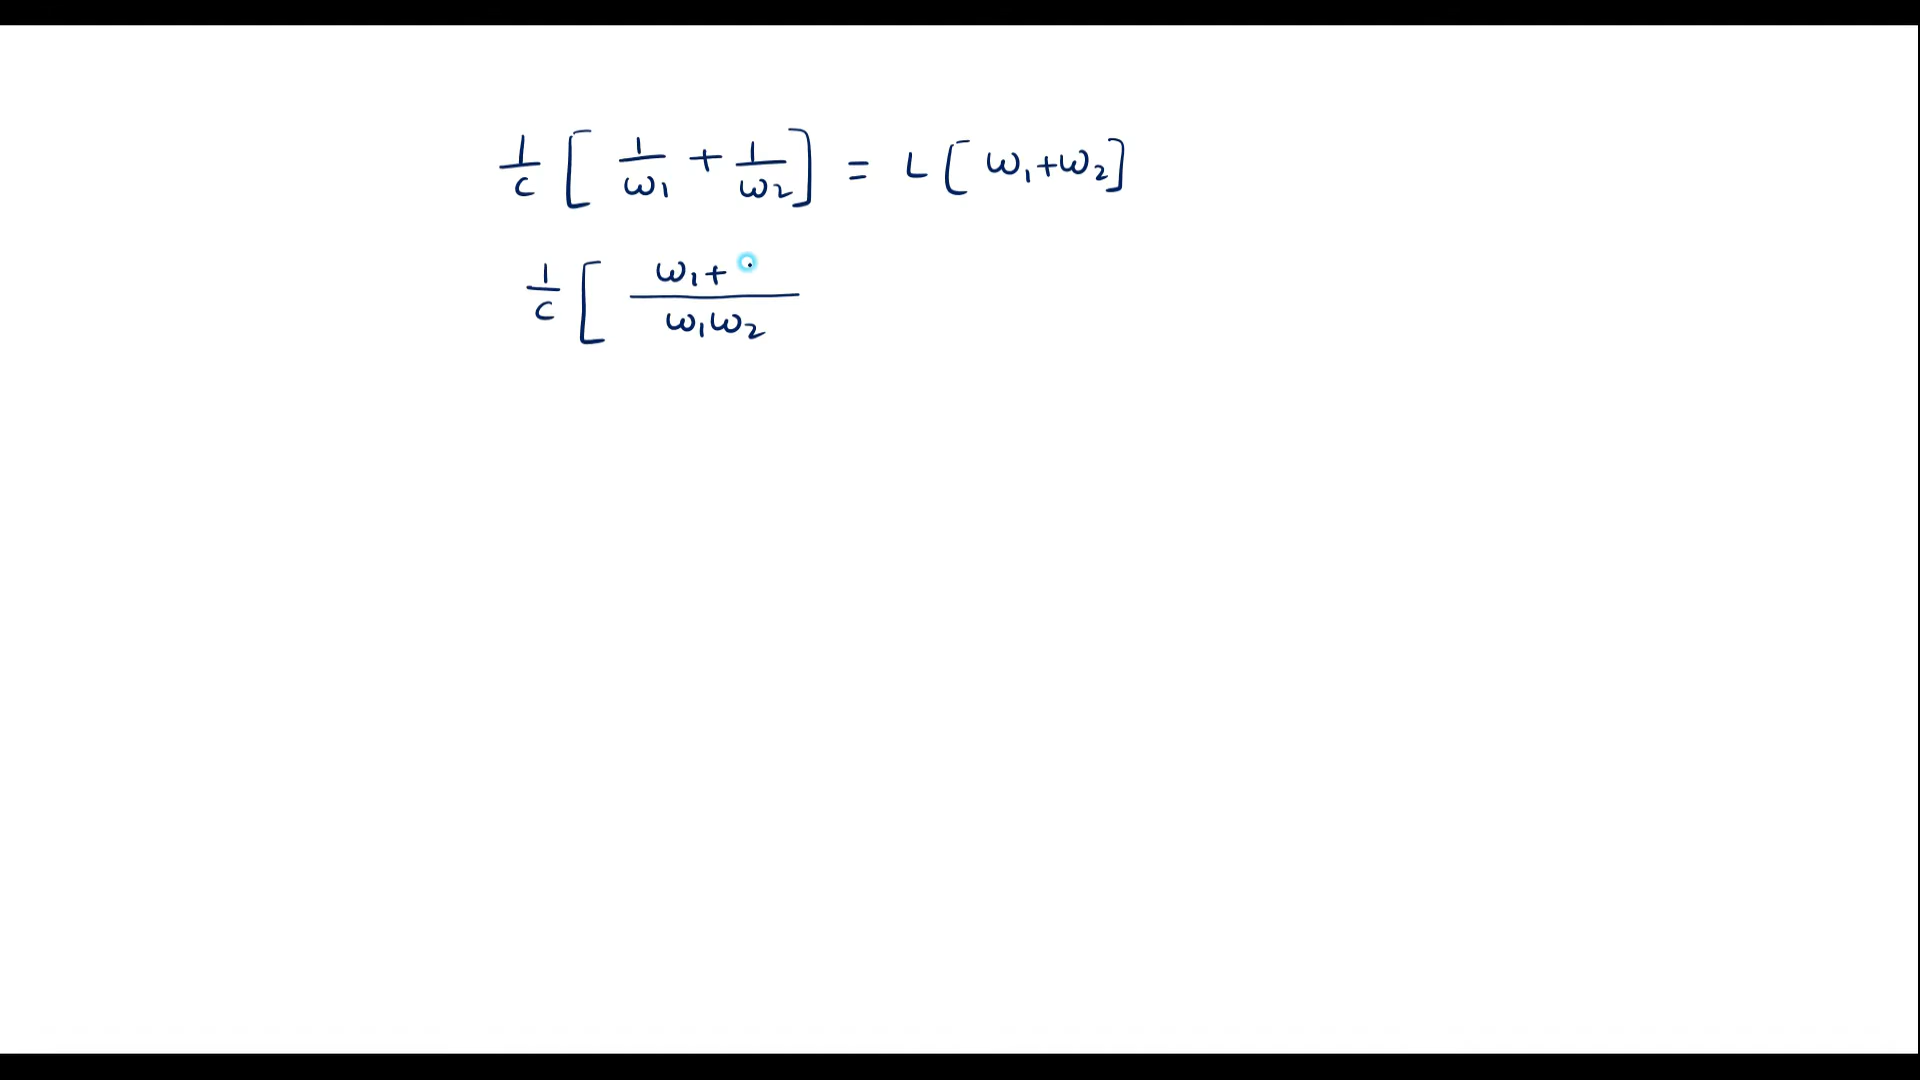 1/c [ 1/ω₁ + 1/ω₂ ] = L [ ω₁+ω₂ ]
1/c [ ω₁+ / ω₁ω₂